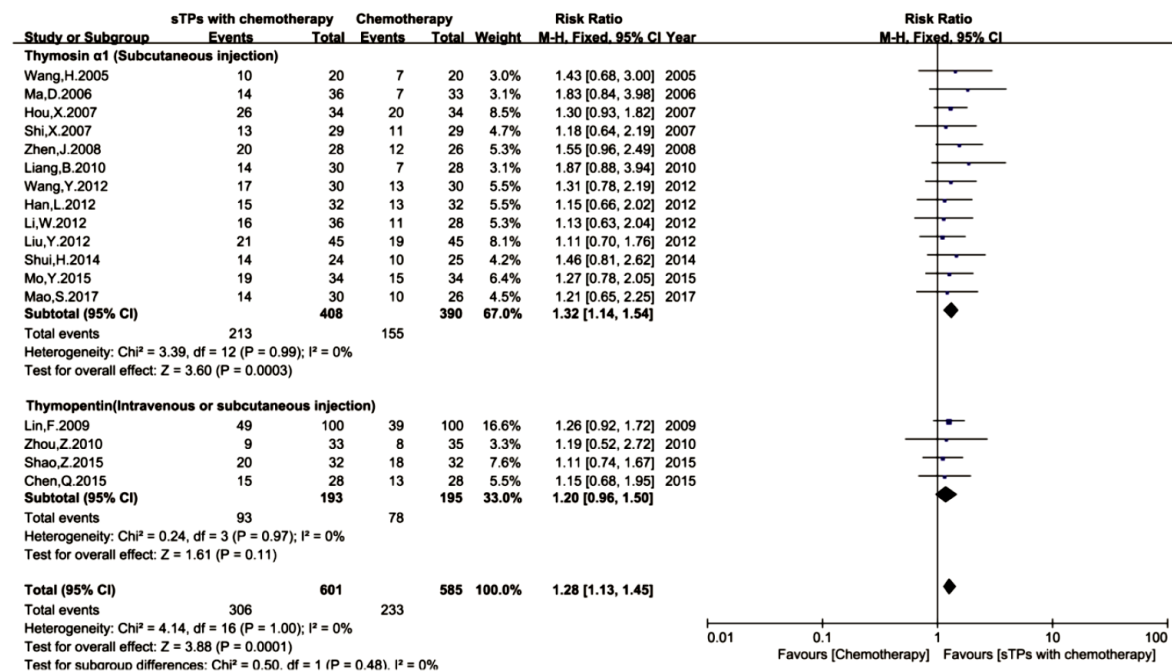 sTPs with chemotherapy Chemotherapy Risk Ratio Risk Ratio
Study or Subgroup Events Total Events Total Weight M-H, Fixed, 95% CI Year M-H, Fixed, 95% CI
Thymosin α1 (Subcutaneous injection)
Wang,H.2005 10 20 7 20 3.0% 1.43 [0.68, 3.00] 2005
Ma,D.2006 14 36 7 33 3.1% 1.83 [0.84, 3.98] 2006
Hou,X.2007 26 34 20 34 8.5% 1.30 [0.93, 1.82] 2007
Shi,X.2007 13 29 11 29 4.7% 1.18 [0.64, 2.19] 2007
Zhen,J.2008 20 28 12 26 5.3% 1.55 [0.96, 2.49] 2008
Liang,B.2010 14 30 7 28 3.1% 1.87 [0.88, 3.94] 2010
Wang,Y.2012 17 30 13 30 5.5% 1.31 [0.78, 2.19] 2012
Han,L.2012 15 32 13 32 5.5% 1.15 [0.66, 2.02] 2012
Li,W.2012 16 36 11 28 5.3% 1.13 [0.63, 2.04] 2012
Liu,Y.2012 21 45 19 45 8.1% 1.11 [0.70, 1.76] 2012
Shui,H.2014 14 24 10 25 4.2% 1.46 [0.81, 2.62] 2014
Mo,Y.2015 19 34 15 34 6.4% 1.27 [0.78, 2.05] 2015
Mao,S.2017 14 30 10 26 4.5% 1.21 [0.65, 2.25] 2017
Subtotal (95% CI) 408 390 67.0% 1.32 [1.14, 1.54]
Total events 213 155
Heterogeneity: Chi² = 3.39, df = 12 (P = 0.99); I² = 0%
Test for overall effect: Z = 3.60 (P = 0.0003)
Thymopentin(Intravenous or subcutaneous injection)
Lin,F.2009 49 100 39 100 16.6% 1.26 [0.92, 1.72] 2009
Zhou,Z.2010 9 33 8 35 3.3% 1.19 [0.52, 2.72] 2010
Shao,Z.2015 20 32 18 32 7.6% 1.11 [0.74, 1.67] 2015
Chen,Q.2015 15 28 13 28 5.5% 1.15 [0.68, 1.95] 2015
Subtotal (95% CI) 193 195 33.0% 1.20 [0.96, 1.50]
Total events 93 78
Heterogeneity: Chi² = 0.24, df = 3 (P = 0.97); I² = 0%
Test for overall effect: Z = 1.61 (P = 0.11)
Total (95% CI) 601 585 100.0% 1.28 [1.13, 1.45]
Total events 306 233
Heterogeneity: Chi² = 4.14, df = 16 (P = 1.00); I² = 0%
Test for overall effect: Z = 3.88 (P = 0.0001)
Test for subgroup differences: Chi² = 0.50, df = 1 (P = 0.48), I² = 0%
0.01 0.1 1 10 100
Favours [Chemotherapy] Favours [sTPs with chemotherapy]